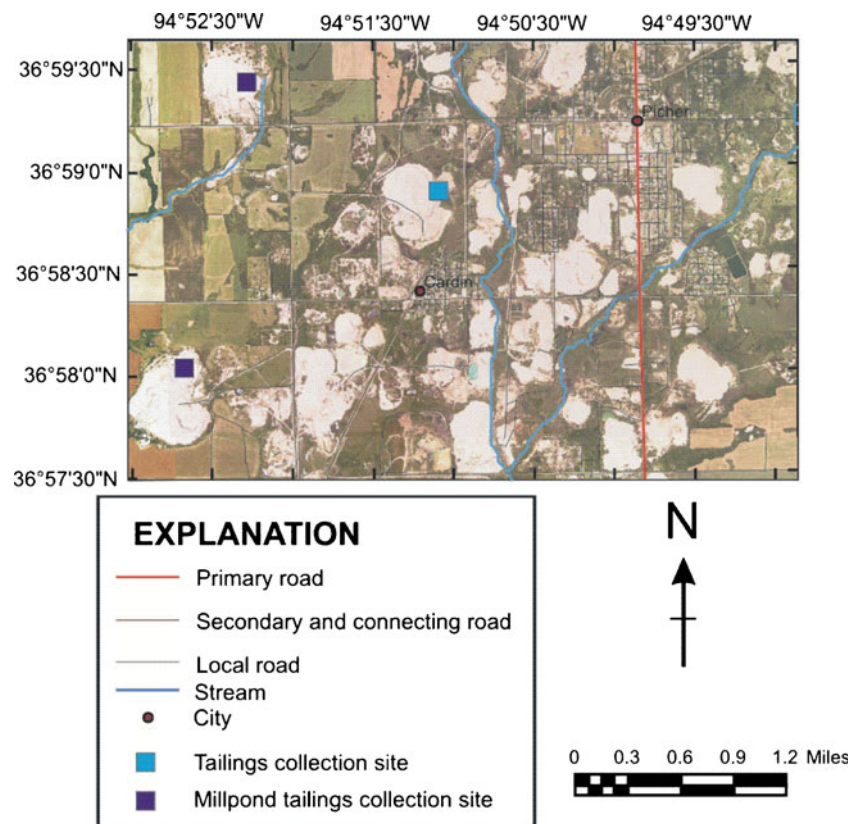 94°52'30"W 94°51'30"W 94°50'30"W 94°49'30"W
36°59'30"N
36°59'0"N
36°58'30"N
36°58'0"N
36°57'30"N
Picher
Cardin
EXPLANATION
Primary road
Secondary and connecting road
Local road
Stream
City
Tailings collection site
Millpond tailings collection site
N
0 0.3 0.6 0.9 1.2 Miles